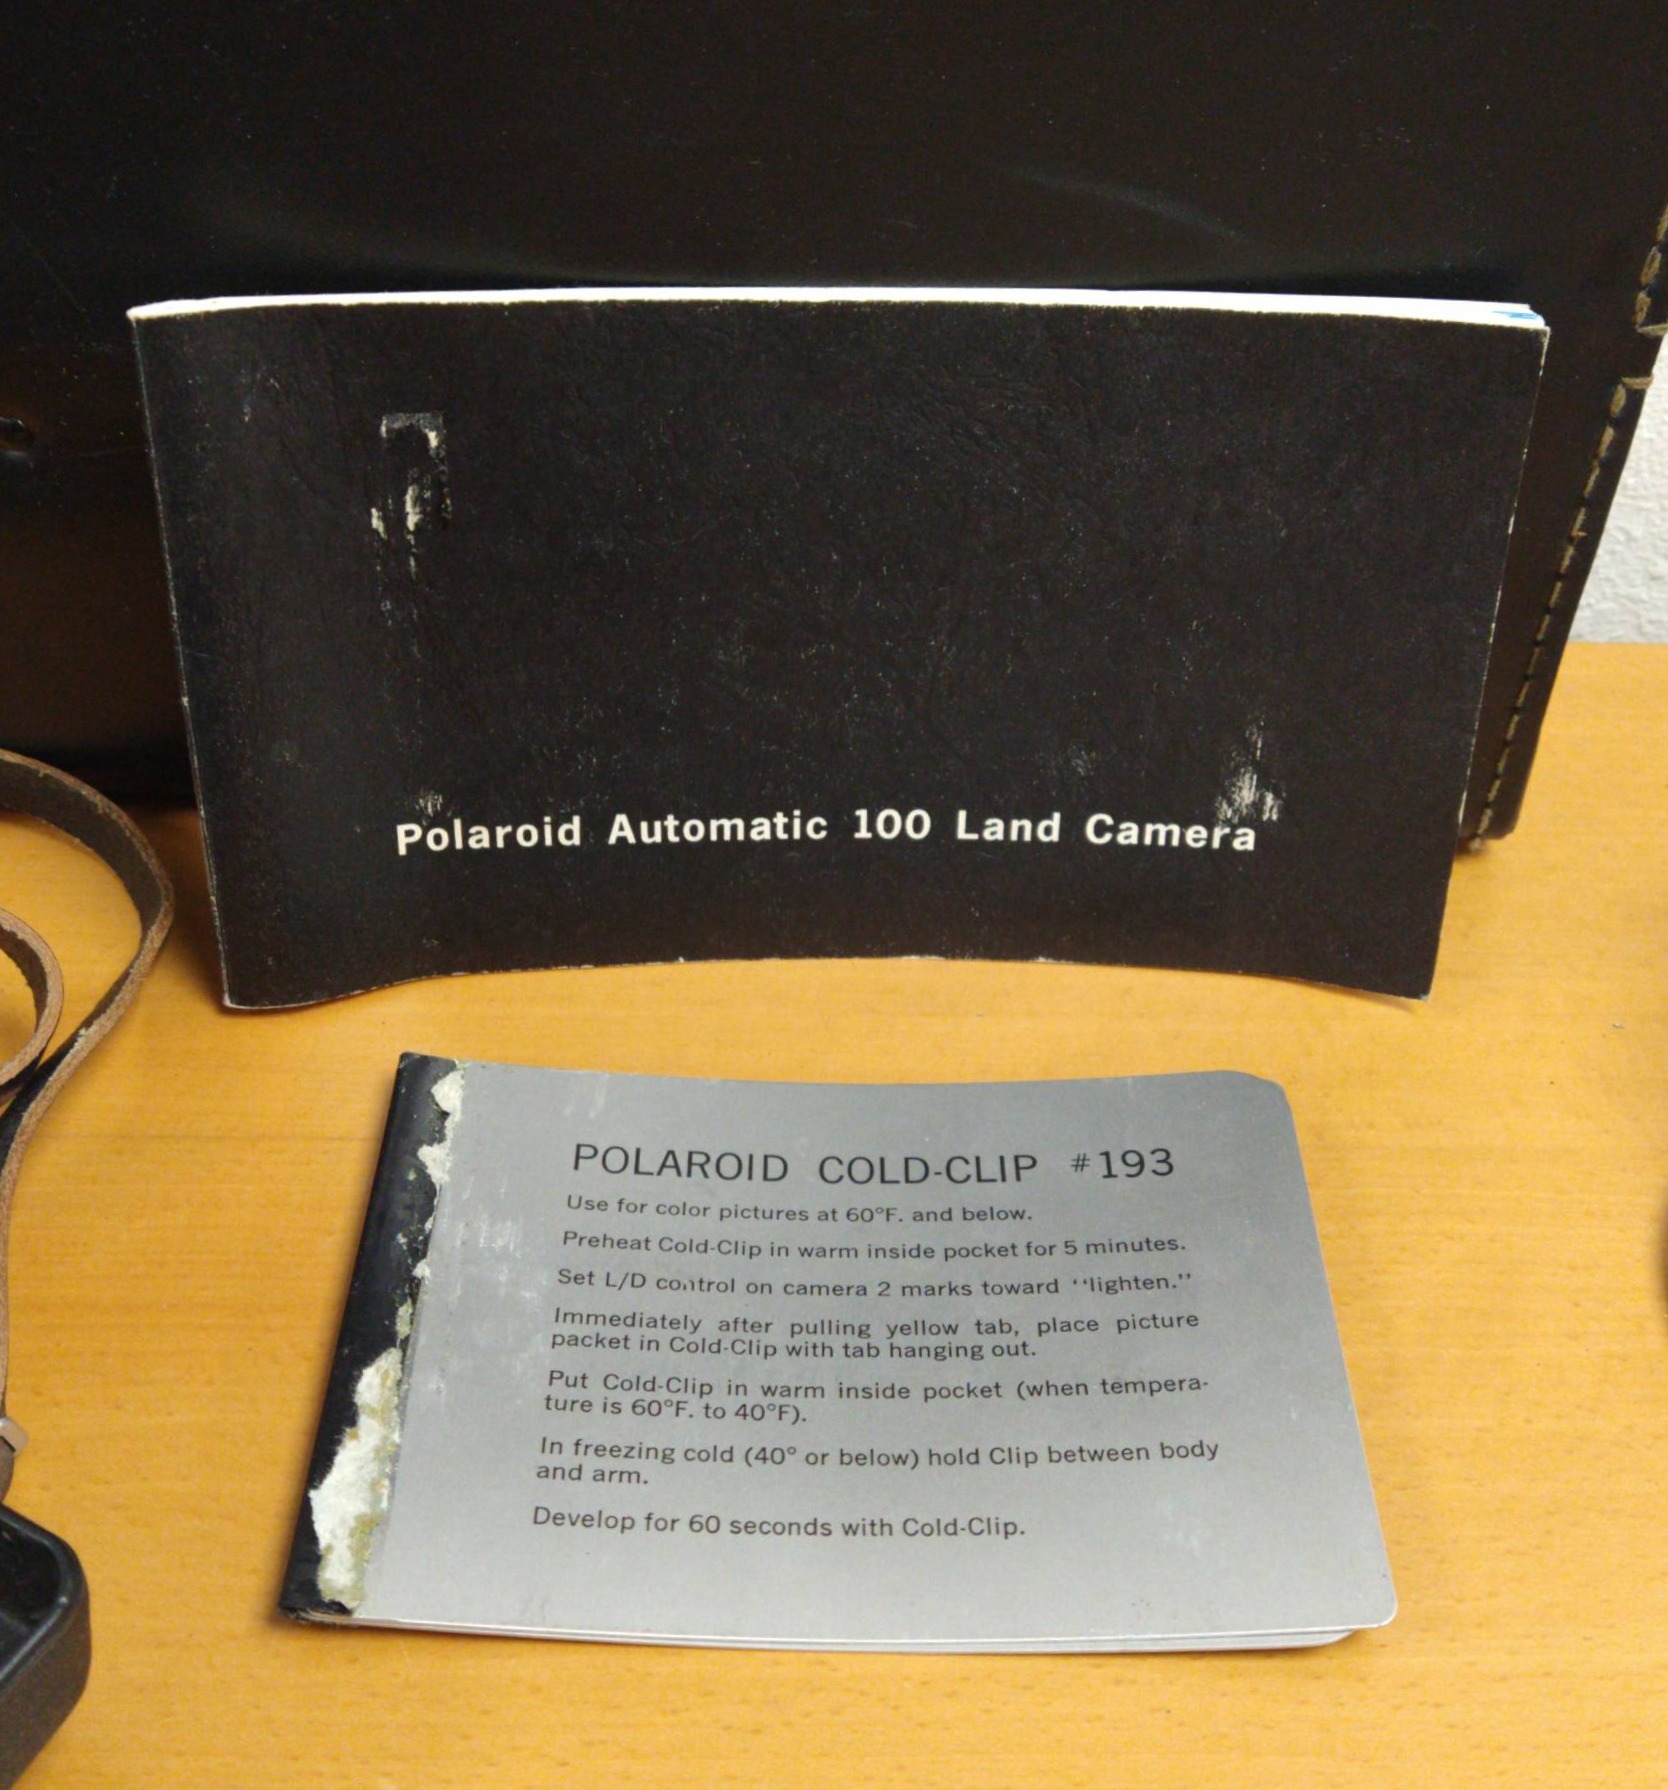 Polaroid Automatic 100 Land Camera
POLAROID COLD-CLIP #193
Use for color pictures at 60°F. and below.
Preheat Cold-Clip in warm inside pocket for 5 minutes.
Set L/D control on camera 2 marks toward "lighten."
Immediately after pulling yellow tab, place picture
packet in Cold-Clip with tab hanging out.
Put Cold-Clip in warm inside pocket (when tempera-
ture is 60°F. to 40°F).
In freezing cold (40° or below) hold Clip between body
and arm.
Develop for 60 seconds with Cold-Clip.